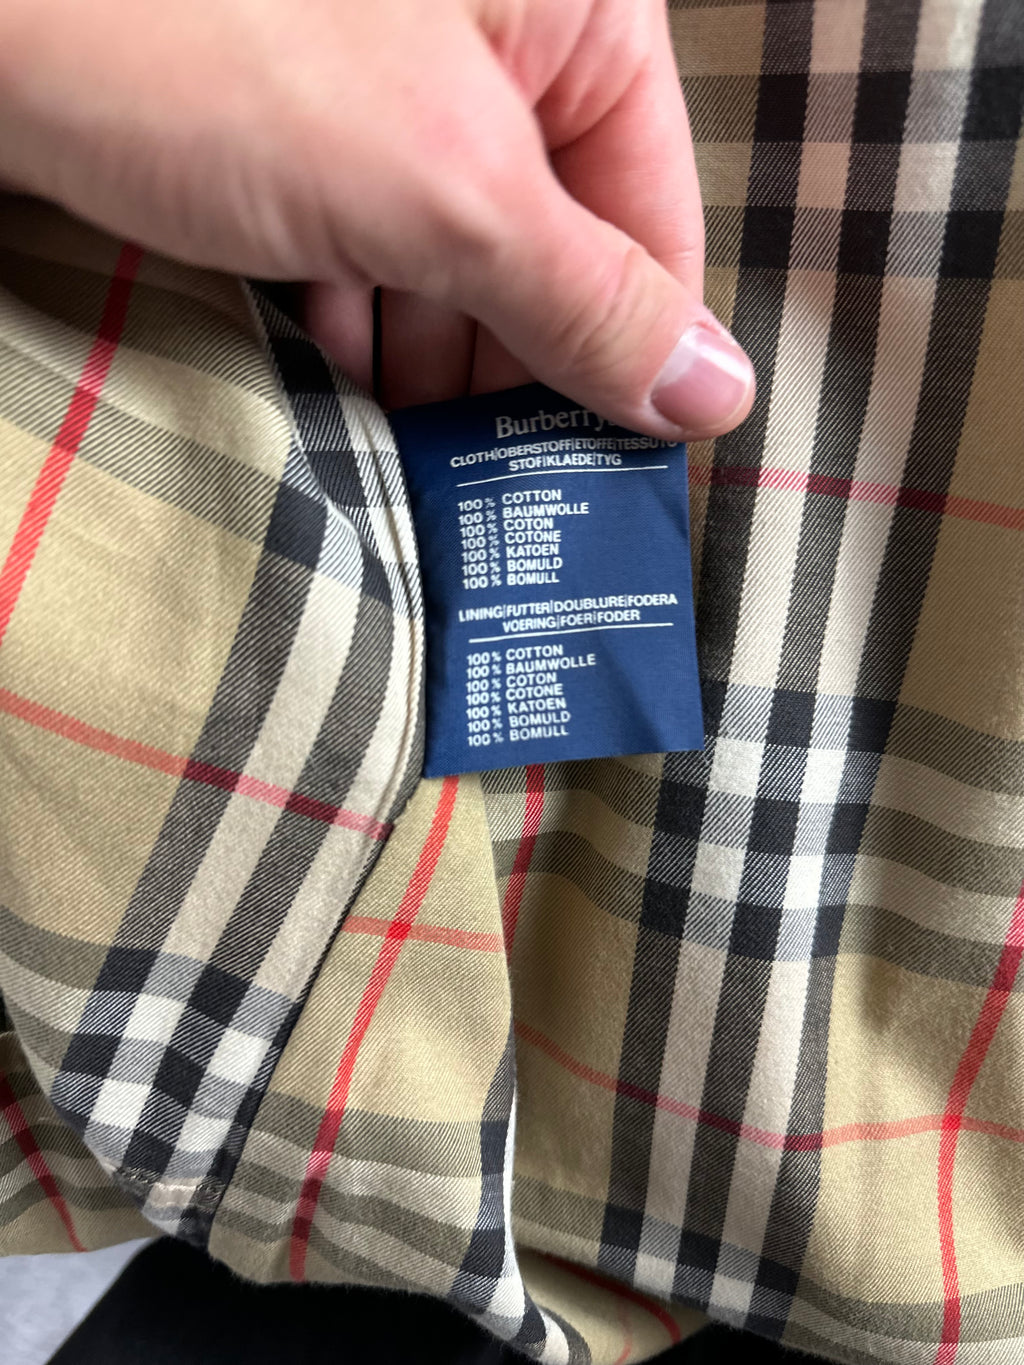 Burberrys
CLOTH|OBERSTOFF|ETOFFE|TESSUTO
STOF|KLAEDE|TYG
100% COTTON
100% BAUMWOLLE
100% COTON
100% COTONE
100% KATOEN
100% BOMULD
100% BOMULL
LINING|FUTTER|DOUBLURE|FODERA
VOERING|FOER|FODER
100% COTTON
100% BAUMWOLLE
100% COTON
100% COTONE
100% KATOEN
100% BOMULD
100% BOMULL